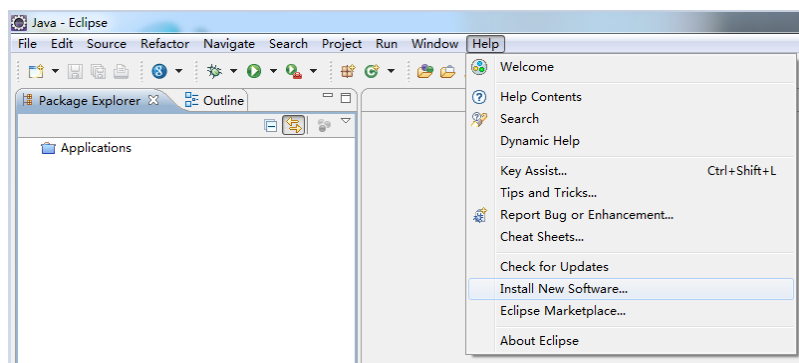 Java - Eclipse
File Edit Source Refactor Navigate Search Project Run Window Help
Package Explorer Outline
Applications
Welcome
Help Contents
Search
Dynamic Help
Key Assist... Ctrl+Shift+L
Tips and Tricks...
Report Bug or Enhancement...
Cheat Sheets...
Check for Updates
Install New Software...
Eclipse Marketplace...
About Eclipse